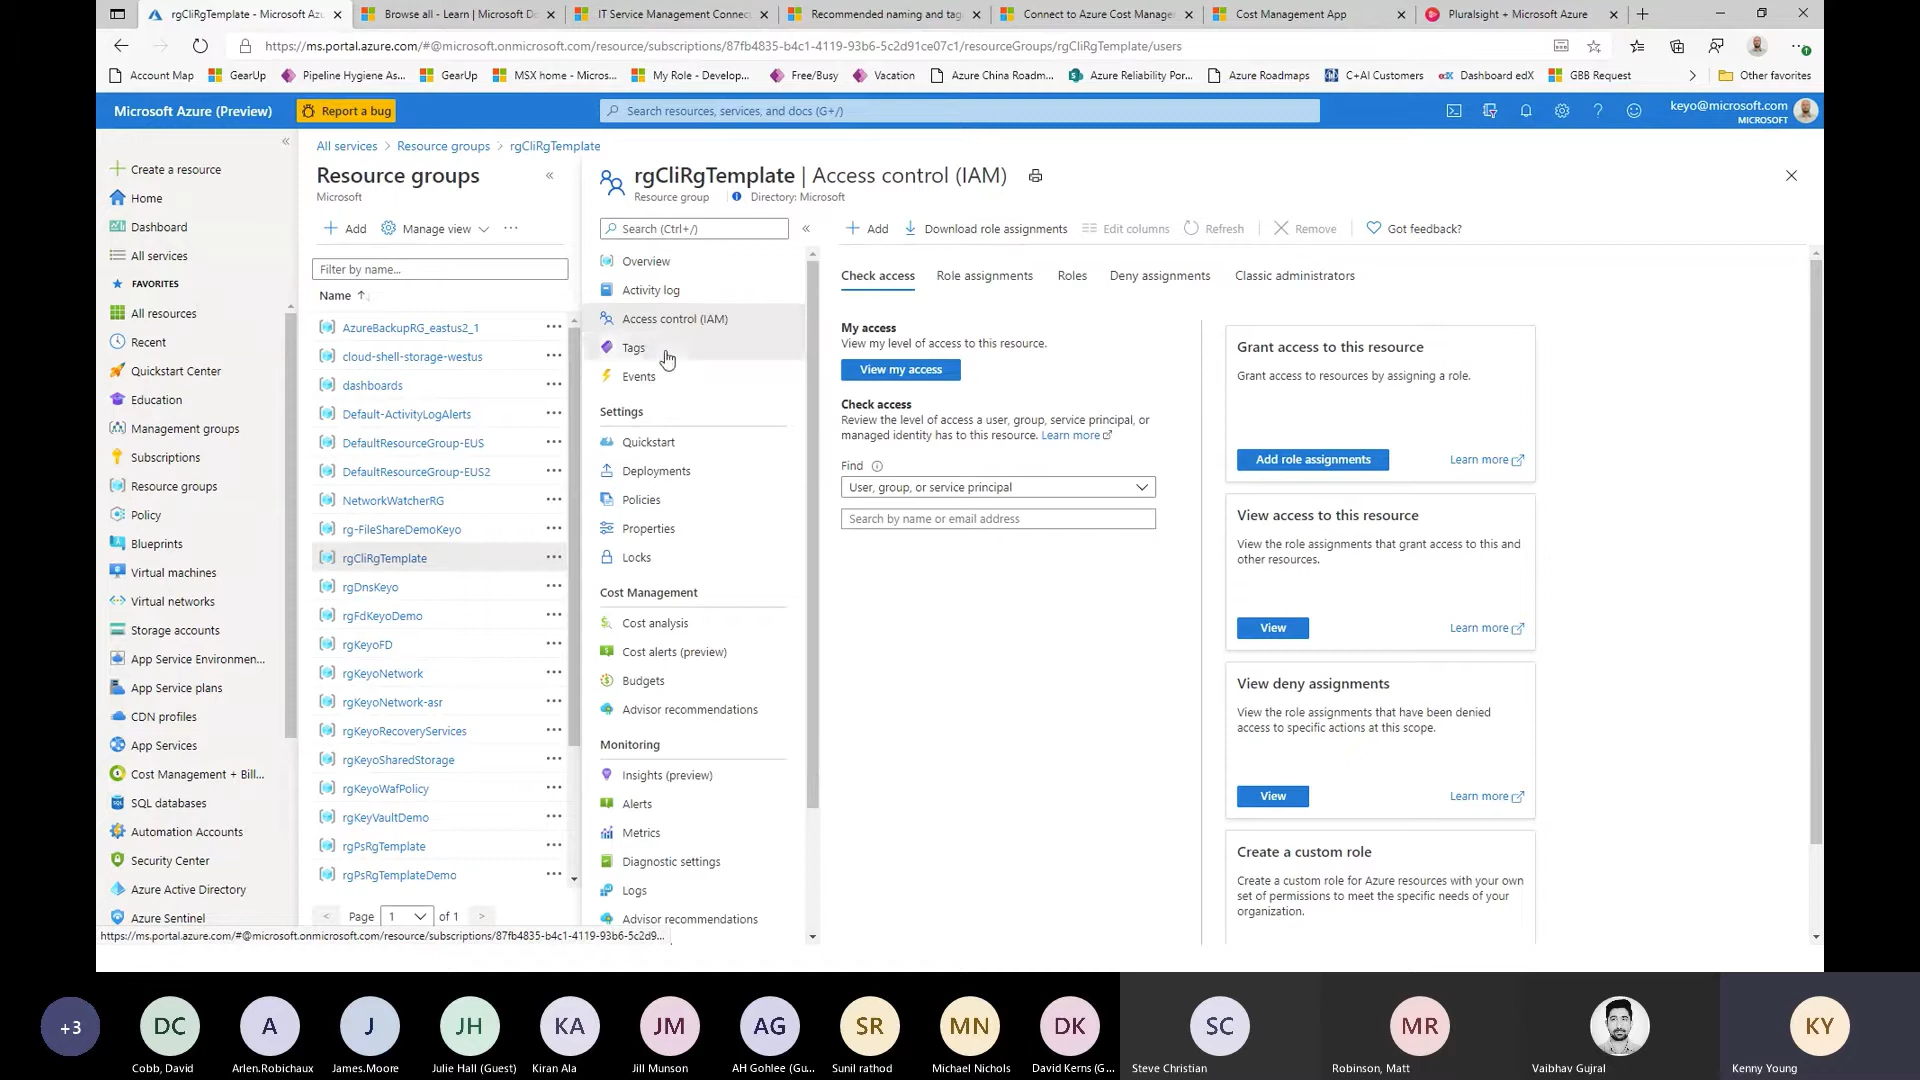 rgCliRgTemplate - Microsoft Azu
Browse all - Learn | Microsoft Do
IT Service Management Connec
Recommended naming and tag
Connect to Azure Cost Manage
Cost Management App
Pluralsight + Microsoft Azure
https://ms.portal.azure.com/#@microsoft.onmicrosoft.com/resource/subscriptions/87fb4835-b4c1-4119-93b6-5c2d91ce07c1/resourceGroups/rgCliRgTemplate/users
Account Map
GearUp
Pipeline Hygiene As...
GearUp
MSX home - Micros...
My Role - Develop...
Free/Busy
Vacation
Azure China Roadm...
Azure Reliability Por...
Azure Roadmaps
C+AI Customers
edX Dashboard edX
GBB Request
Other favorites
Microsoft Azure (Preview)
Report a bug
Search resources, services, and docs (G+/)
keyo@microsoft.com
MICROSOFT
All services > Resource groups > rgCliRgTemplate
Create a resource
Home
Dashboard
All services
FAVORITES
All resources
Recent
Quickstart Center
Education
Management groups
Subscriptions
Resource groups
Policy
Blueprints
Virtual machines
Virtual networks
Storage accounts
App Service Environmen...
App Service plans
CDN profiles
App Services
Cost Management + Bill...
SQL databases
Automation Accounts
Security Center
Azure Active Directory
Azure Sentinel
Resource groups
Microsoft
Add
Manage view
Filter by name...
Name ↑
AzureBackupRG_eastus2_1
cloud-shell-storage-westus
dashboards
Default-ActivityLogAlerts
DefaultResourceGroup-EUS
DefaultResourceGroup-EUS2
NetworkWatcherRG
rg-FileShareDemoKeyo
rgCliRgTemplate
rgDnsKeyo
rgFdKeyoDemo
rgKeyoFD
rgKeyoNetwork
rgKeyoNetwork-asr
rgKeyoRecoveryServices
rgKeyoSharedStorage
rgKeyoWafPolicy
rgKeyVaultDemo
rgPsRgTemplate
rgPsRgTemplateDemo
< Page 1 of 1 >
https://ms.portal.azure.com/#@microsoft.onmicrosoft.com/resource/subscriptions/87fb4835-b4c1-4119-93b6-5c2d9...
rgCliRgTemplate | Access control (IAM)
Resource group
Directory: Microsoft
Search (Ctrl+/)
Overview
Activity log
Access control (IAM)
Tags
Events
Settings
Quickstart
Deployments
Policies
Properties
Locks
Cost Management
Cost analysis
Cost alerts (preview)
Budgets
Advisor recommendations
Monitoring
Insights (preview)
Alerts
Metrics
Diagnostic settings
Logs
Advisor recommendations
Add
Download role assignments
Edit columns
Refresh
Remove
Got feedback?
Check access
Role assignments
Roles
Deny assignments
Classic administrators
My access
View my level of access to this resource.
View my access
Check access
Review the level of access a user, group, service principal, or
managed identity has to this resource. Learn more
Find
User, group, or service principal
Search by name or email address
Grant access to this resource
Grant access to resources by assigning a role.
Add role assignments
Learn more
View access to this resource
View the role assignments that grant access to this and
other resources.
View
Learn more
View deny assignments
View the role assignments that have been denied
access to specific actions at this scope.
View
Learn more
Create a custom role
Create a custom role for Azure resources with your own
set of permissions to meet the specific needs of your
organization.
+3
DC
A
J
JH
KA
JM
AG
SR
MN
DK
SC
MR
KY
Cobb, David
Arlen.Robichaux
James.Moore
Julie Hall (Guest)
Kiran Ala
Jill Munson
AH Gohlee (Gu...
Sunil rathod
Michael Nichols
David Kerns (G...
Steve Christian
Robinson, Matt
Vaibhav Gujral
Kenny Young